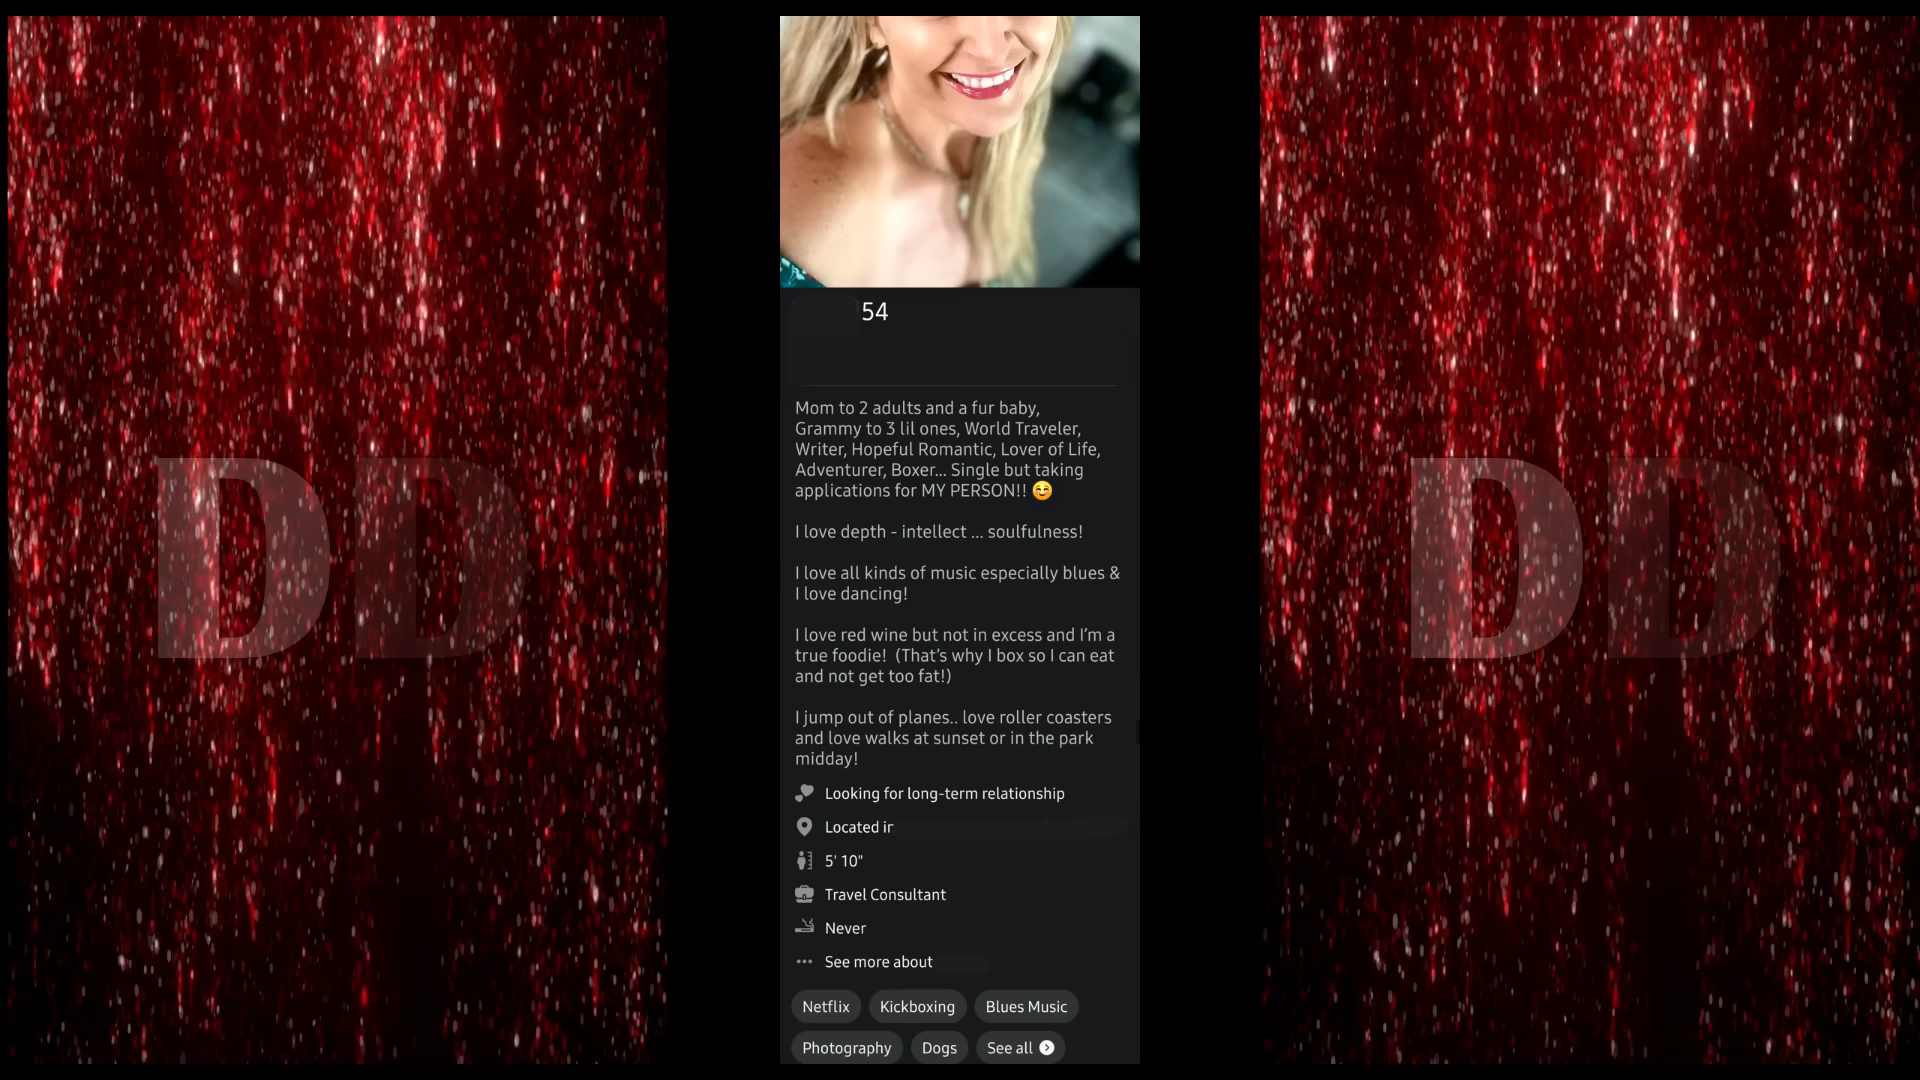 54
Mom to 2 adults and a fur baby,
Grammy to 3 lil ones, World Traveler,
Writer, Hopeful Romantic, Lover of Life,
Adventurer, Boxer... Single but taking
applications for MY PERSON!! 😊
I love depth - intellect ... soulfulness!
I love all kinds of music especially blues &
I love dancing!
I love red wine but not in excess and I'm a
true foodie!  (That's why I box so I can eat
and not get too fat!)
I jump out of planes.. love roller coasters
and love walks at sunset or in the park
midday!
Looking for long-term relationship
Located in
5' 10"
Travel Consultant
Never
See more about
Netflix Kickboxing Blues Music
Photography Dogs See all
DD
DD